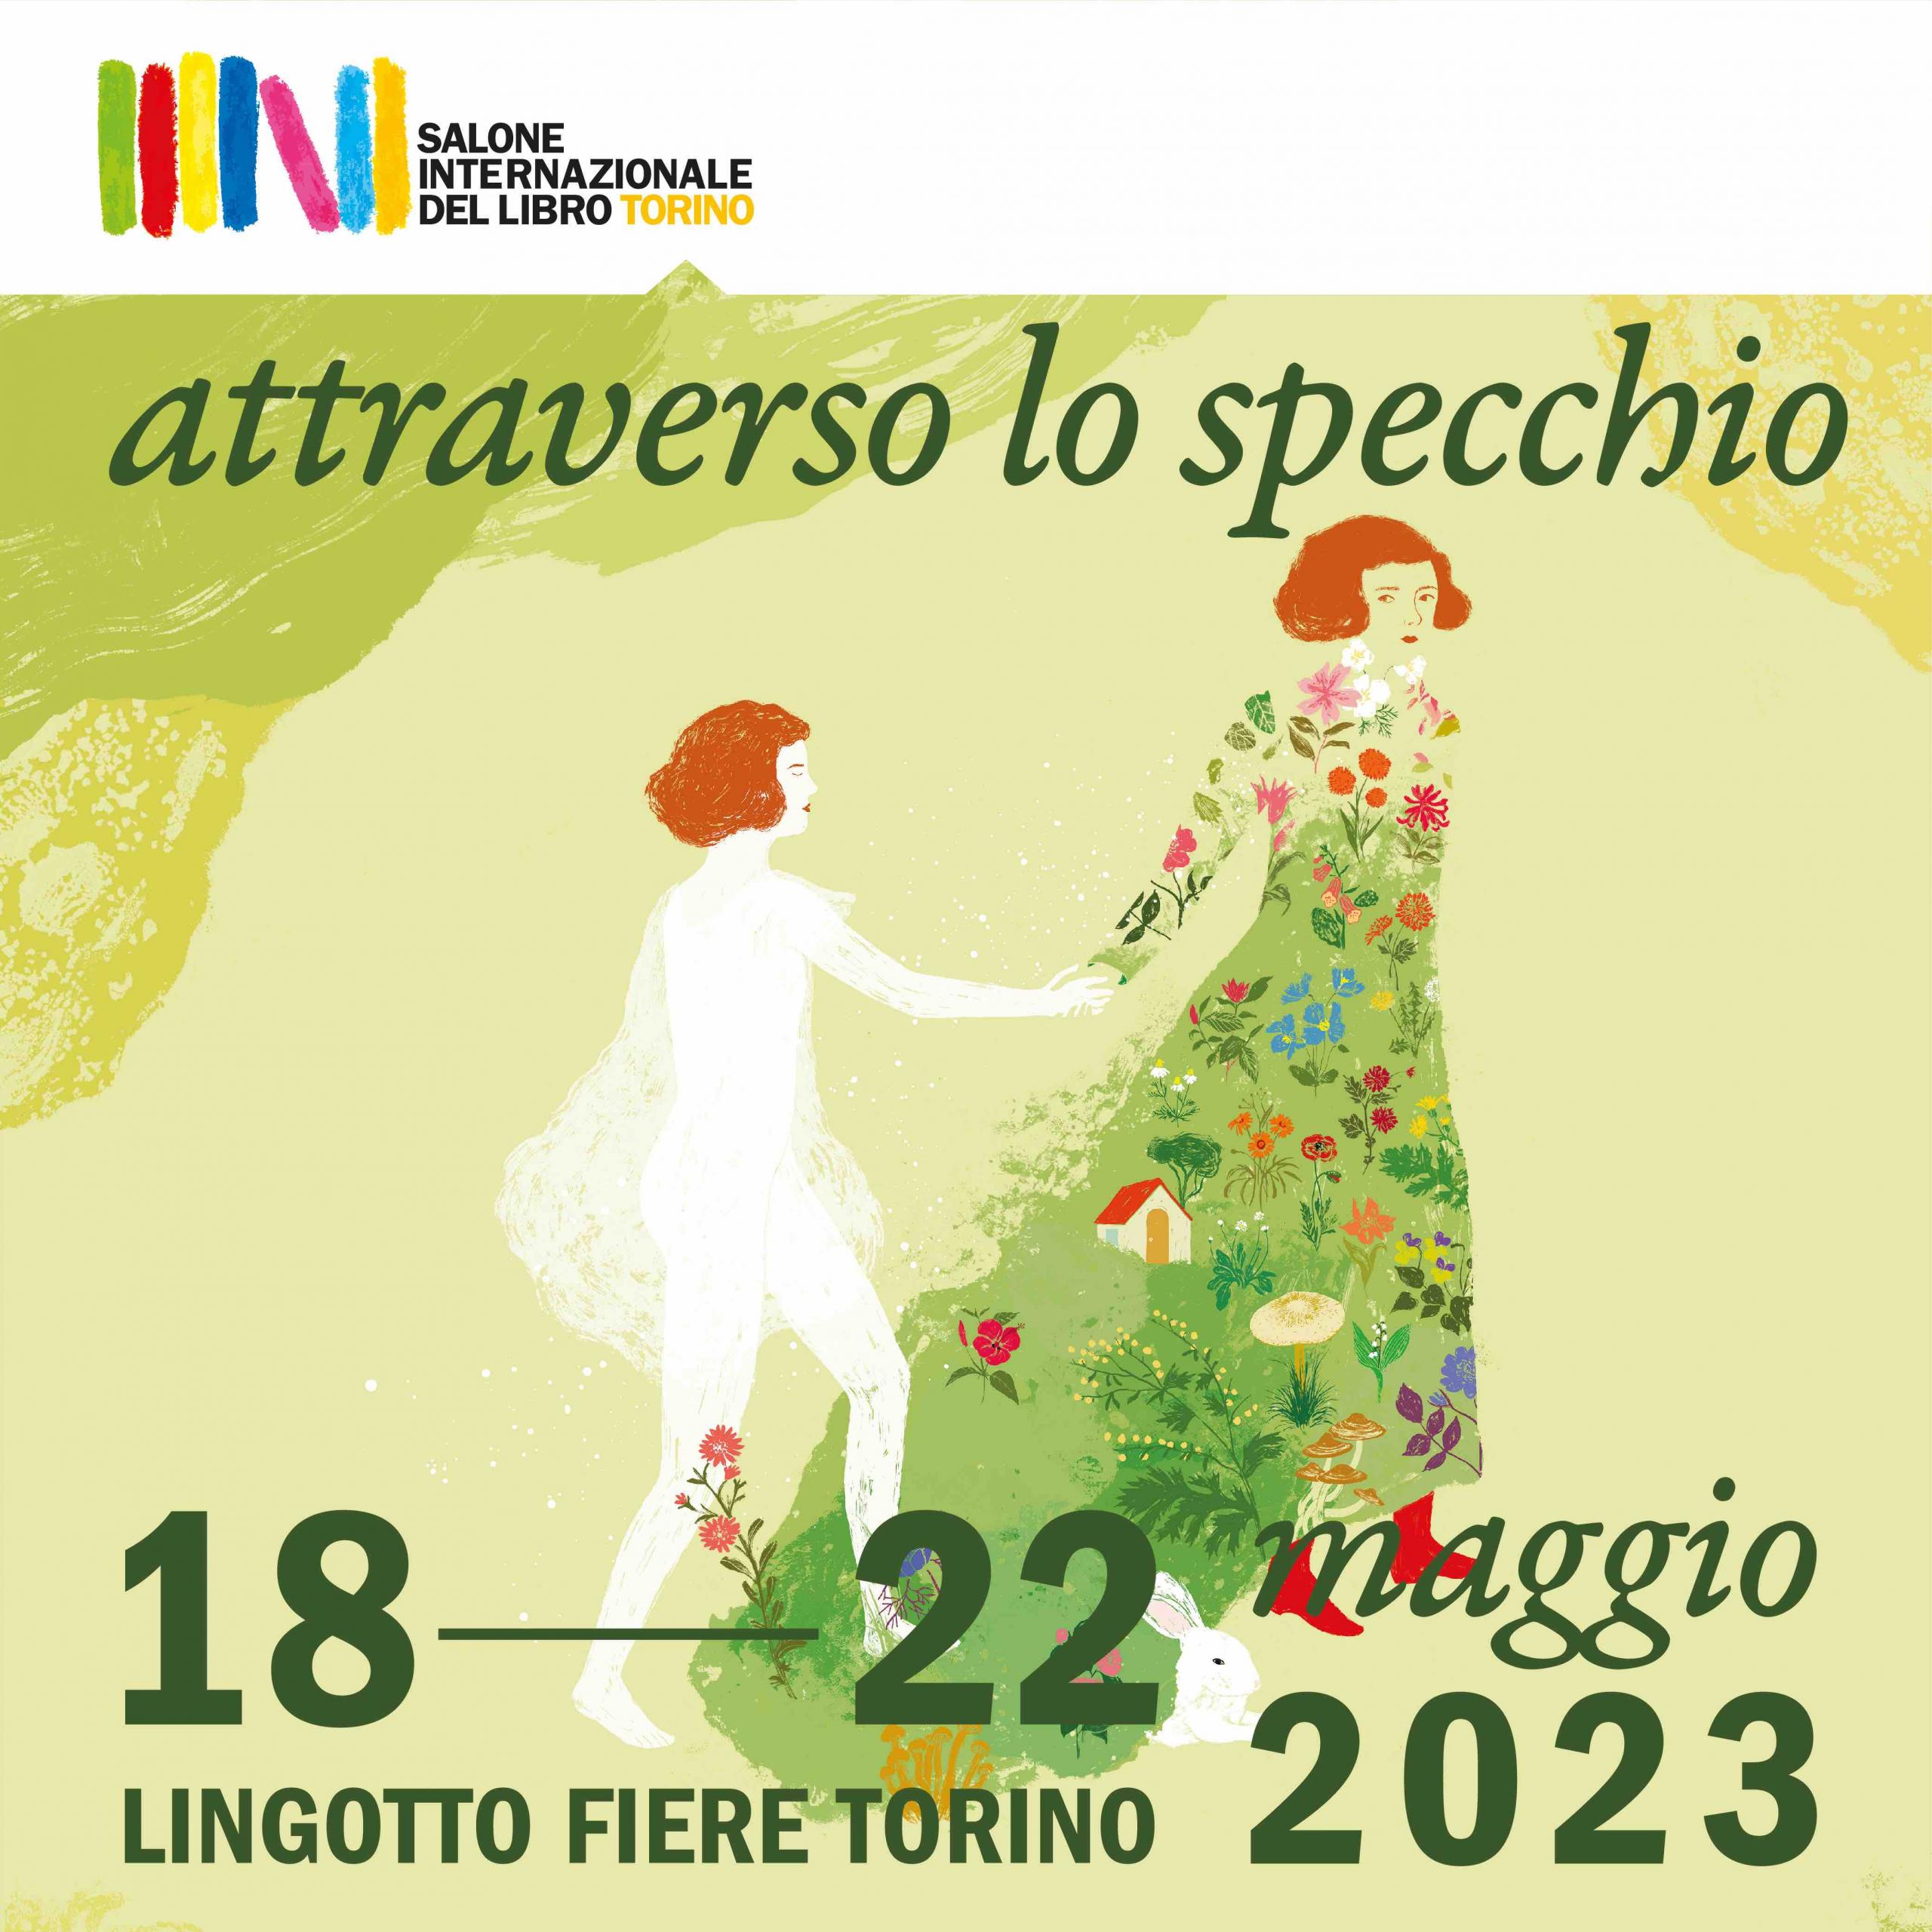 SALONE
INTERNAZIONALE
DEL LIBRO TORINO
attraverso lo specchio
18—22 maggio
2023
LINGOTTO FIERE TORINO